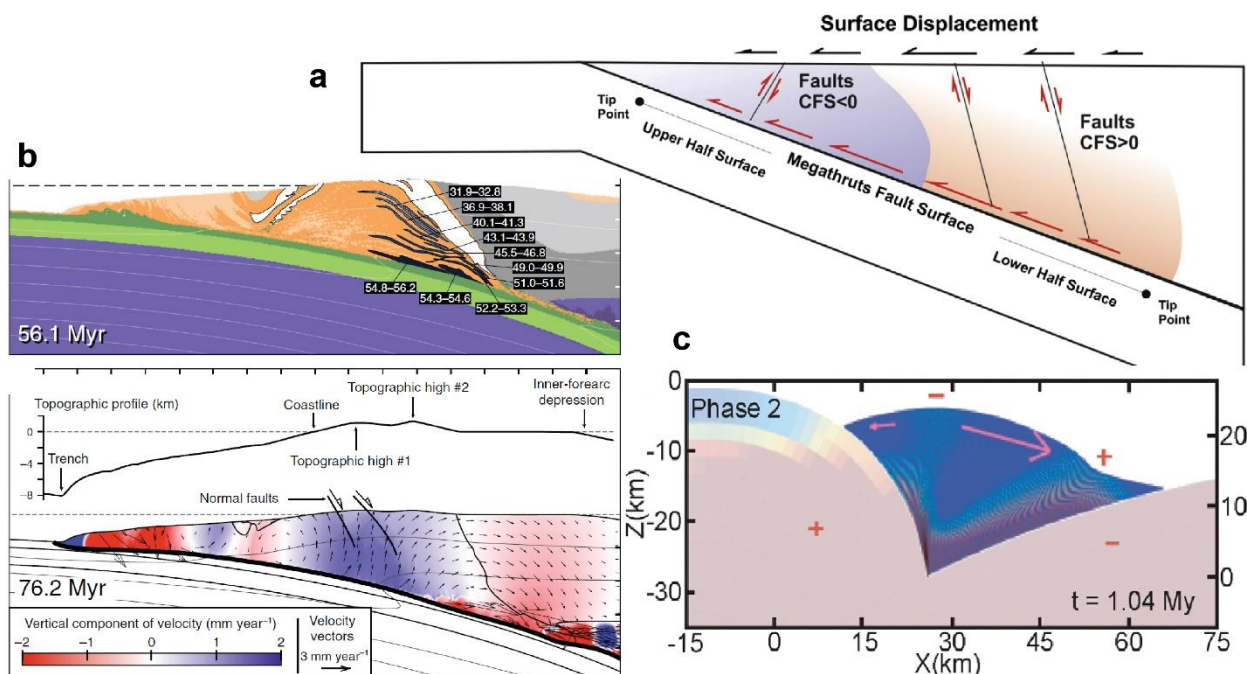 Surface Displacement
a
Faults
CFS<0
Faults
CFS>0
Tip
Point
Upper Half Surface
Megathruts Fault Surface
Lower Half Surface
Tip
Point
b
31.9–32.8
36.9–38.1
40.1–41.3
43.1–43.9
45.5–46.8
49.0–49.9
51.0–51.6
54.8–56.2
54.3–54.6
52.2–53.3
56.1 Myr
Topographic high #2
Inner-forearc
depression
Topographic profile (km)
Coastline
0
−4
−8
Trench
Topographic high #1
Normal faults
76.2 Myr
Vertical component of velocity (mm year−1)
−2 −1 0 1 2
Velocity
vectors
3 mm year−1
c
0
-10
-20
-30
Z(km)
Phase 2
−
+
+
−
20
10
0
t = 1.04 My
-15 0 15 30 45 60 75
X(km)